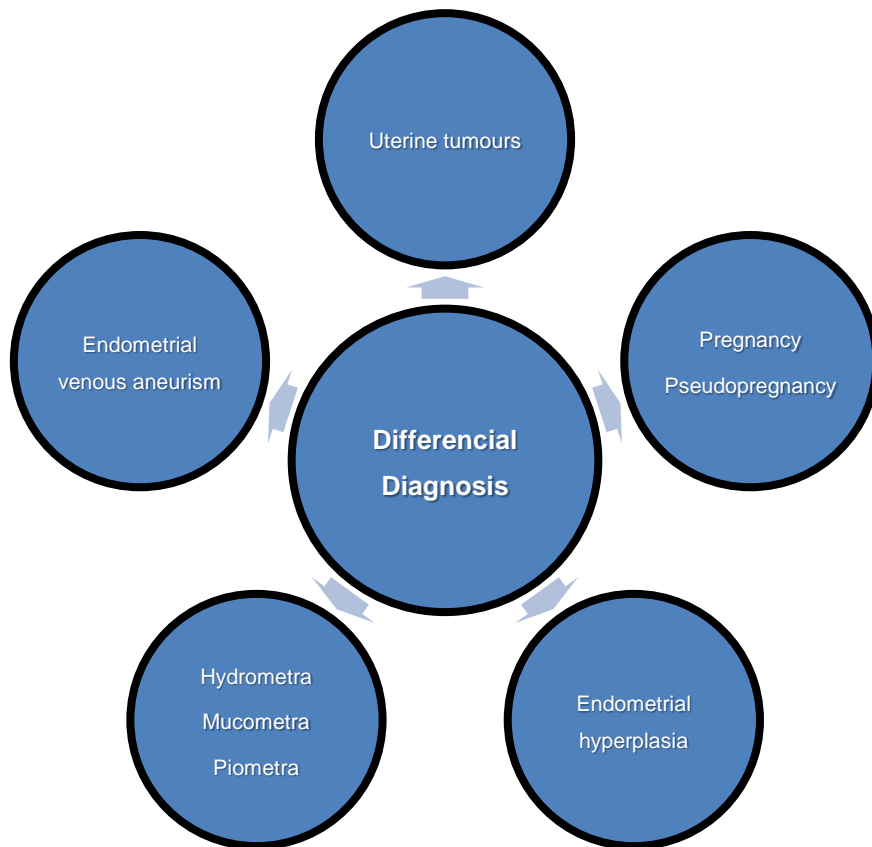 Uterine tumours
Endometrial
venous aneurism
Pregnancy
Pseudopregnancy
Differencial
Diagnosis
Hydrometra
Mucometra
Piometra
Endometrial
hyperplasia